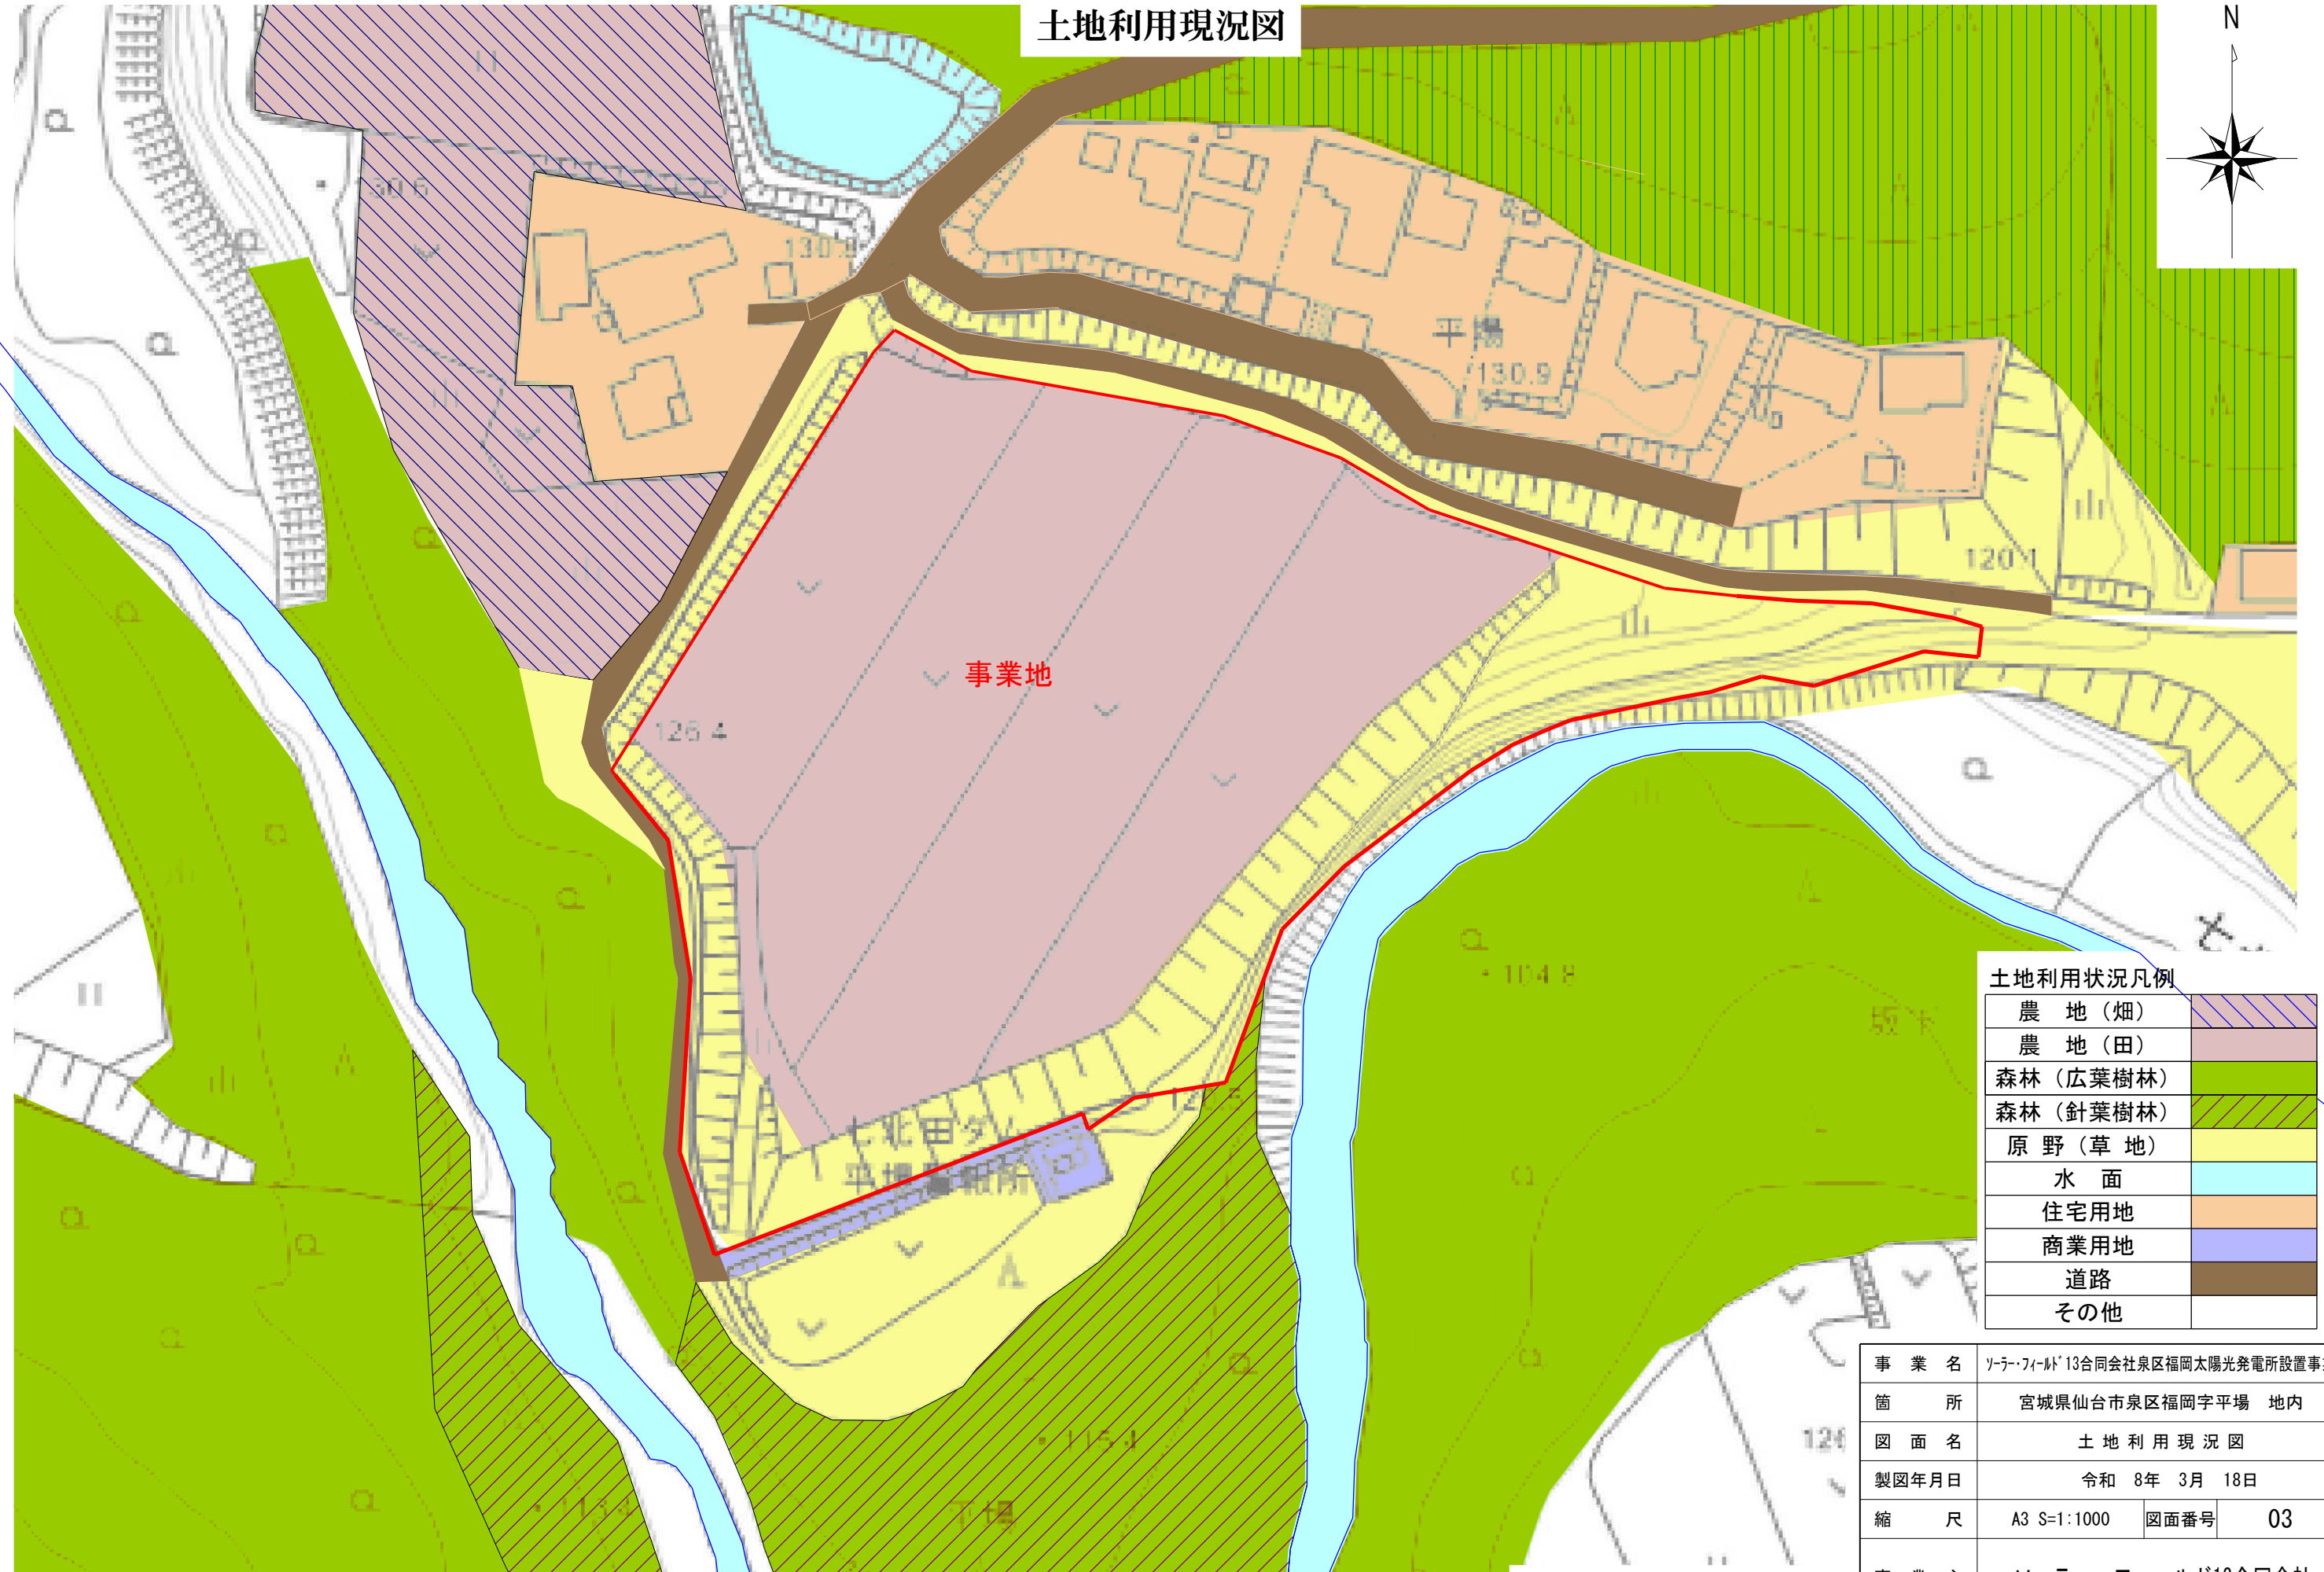 土地利用現況図
N
130.6
130.9
平場
130.9
120.1
事業地
126.4
104.8
七北田ダム
115.4
土地利用状況凡例
農 地（畑）
農 地（田）
森林（広葉樹林）
森林（針葉樹林）
原 野（草 地）
水 面
住宅用地
商業用地
道路
その他
事 業 名 ソーラー・フィールド13合同会社泉区福岡太陽光発電所設置事
箇 所 宮城県仙台市泉区福岡字平場 地内
図 面 名 土 地 利 用 現 況 図
製図年月日 令和 8年 3月 18日
縮 尺 A3 S=1:1000 図面番号 03